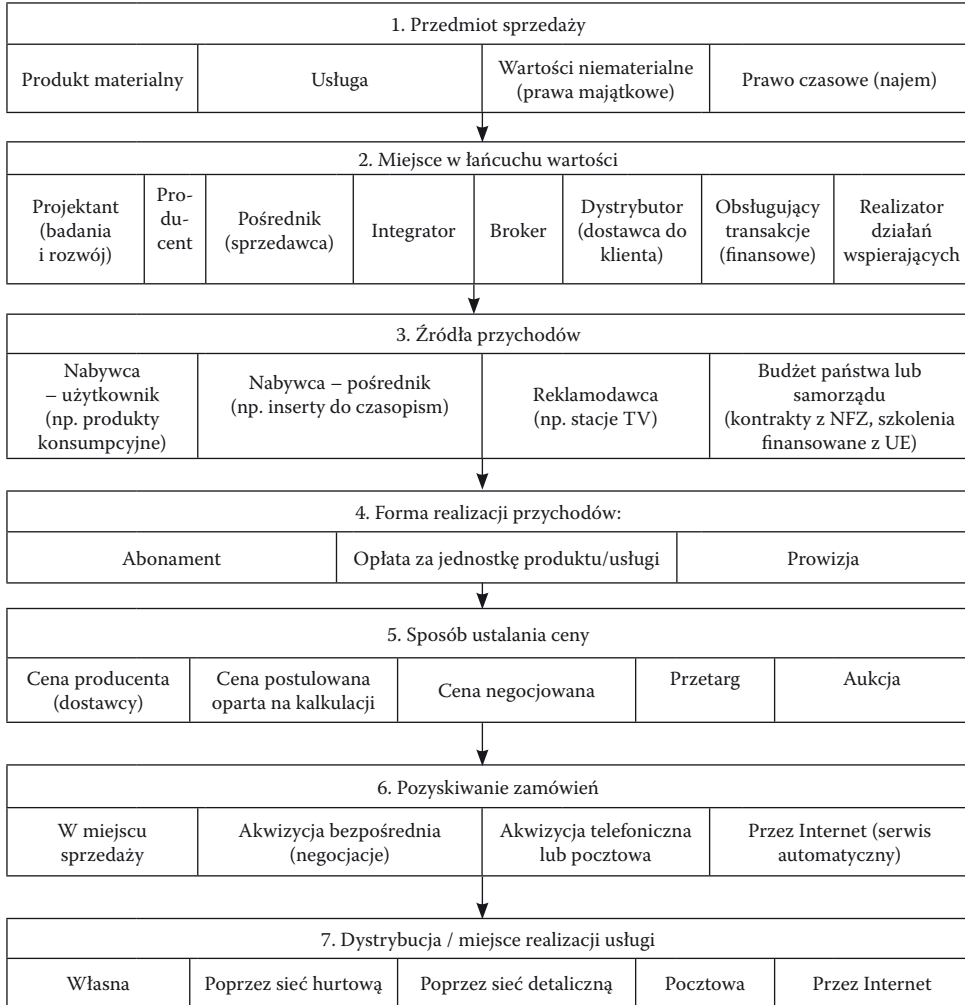 1. Przedmiot sprzedaży
Produkt materialny
Usługa
Wartości niematerialne
(prawa majątkowe)
Prawo czasowe (najem)
2. Miejsce w łańcuchu wartości
Projektant
(badania
i rozwój)
Pro-
du-
cent
Pośrednik
(sprzedawca)
Integrator
Broker
Dystrybutor
(dostawca do
klienta)
Obsługujący
transakcje
(finansowe)
Realizator
działań
wspierających
3. Źródła przychodów
Nabywca
– użytkownik
(np. produkty
konsumpcyjne)
Nabywca – pośrednik
(np. inserty do czasopism)
Reklamodawca
(np. stacje TV)
Budżet państwa lub
samorządu
(kontrakty z NFZ, szkolenia
finansowane z UE)
4. Forma realizacji przychodów:
Abonament
Opłata za jednostkę produktu/usługi
Prowizja
5. Sposób ustalania ceny
Cena producenta
(dostawcy)
Cena postulowana
oparta na kalkulacji
Cena negocjowana
Przetarg
Aukcja
6. Pozyskiwanie zamówień
W miejscu
sprzedaży
Akwizycja bezpośrednia
(negocjacje)
Akwizycja telefoniczna
lub pocztowa
Przez Internet (serwis
automatyczny)
7. Dystrybucja / miejsce realizacji usługi
Własna
Poprzez sieć hurtową
Poprzez sieć detaliczną
Pocztowa
Przez Internet